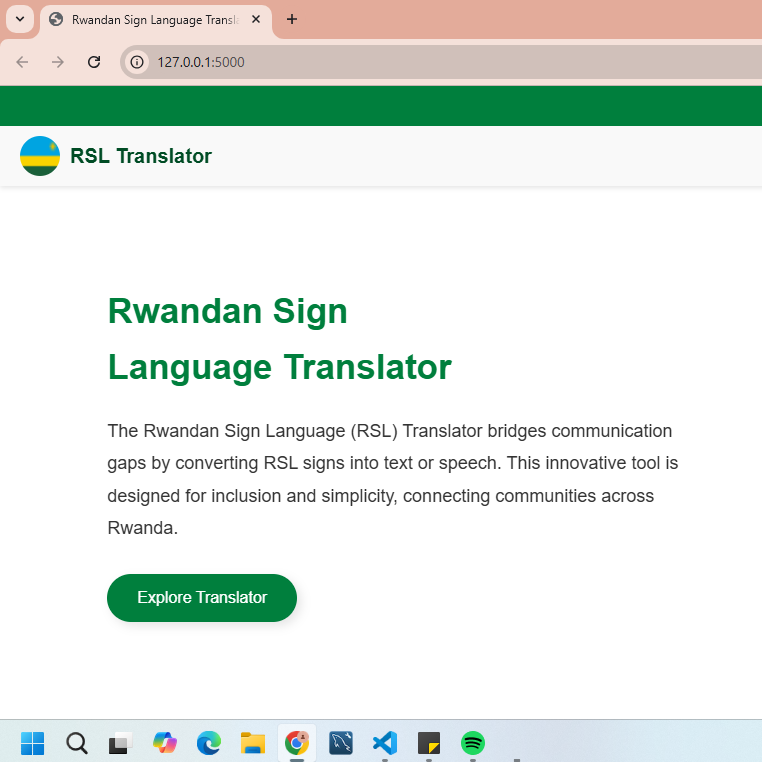 Rwandan Sign Language Transl
127.0.0.1:5000
RSL Translator
Rwandan Sign
Language Translator
The Rwandan Sign Language (RSL) Translator bridges communication
gaps by converting RSL signs into text or speech. This innovative tool is
designed for inclusion and simplicity, connecting communities across
Rwanda.
Explore Translator